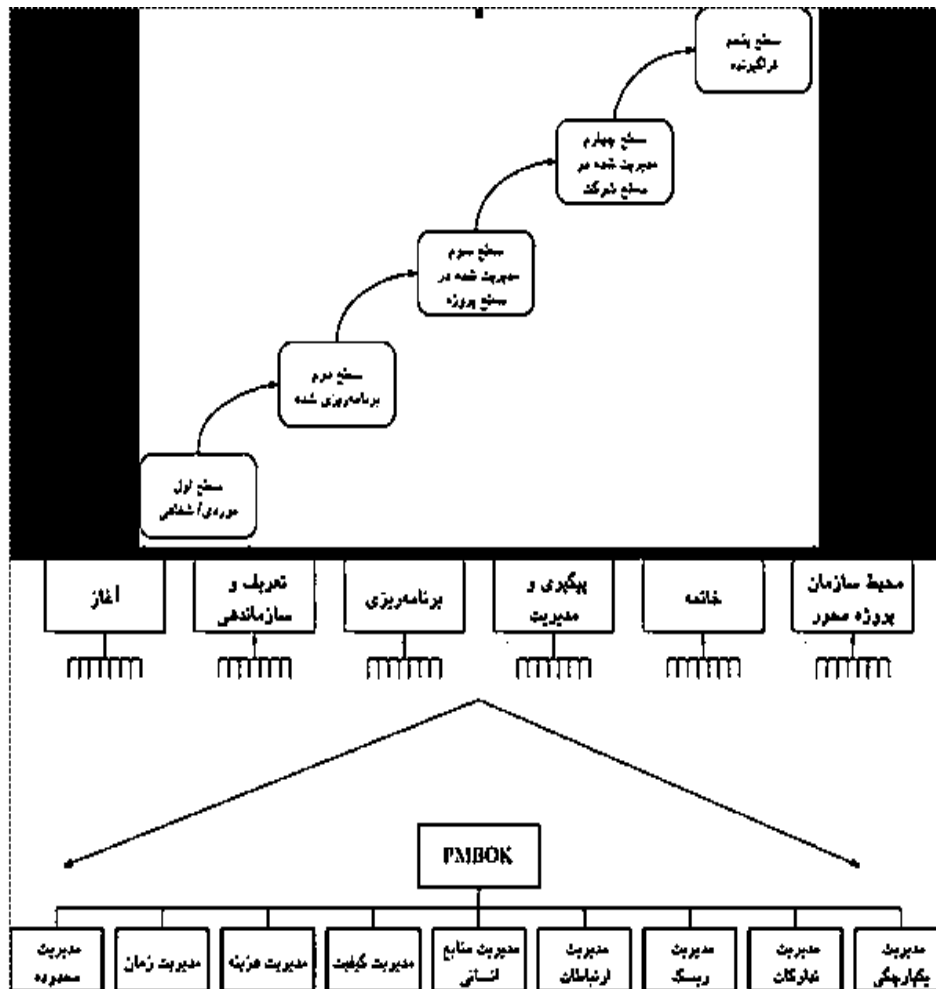 سطح پنجم
فراگیرنده
سطح چهارم
مدیریت شده در
سطح شرکت
سطح سوم
مدیریت شده در
سطح پروژه
سطح دوم
برنامه‌ریزی شده
سطح اول
موردی/ شفاهی
محیط سازمان
پروژه محور
خاتمه
پیگیری و
مدیریت
برنامه‌ریزی
تعریف و
سازماندهی
آغاز
PMBOK
مدیریت
یکپارچگی
مدیریت
تدارکات
مدیریت
ریسک
مدیریت
ارتباطات
مدیریت منابع
انسانی
مدیریت کیفیت
مدیریت هزینه
مدیریت زمان
مدیریت
محدوده